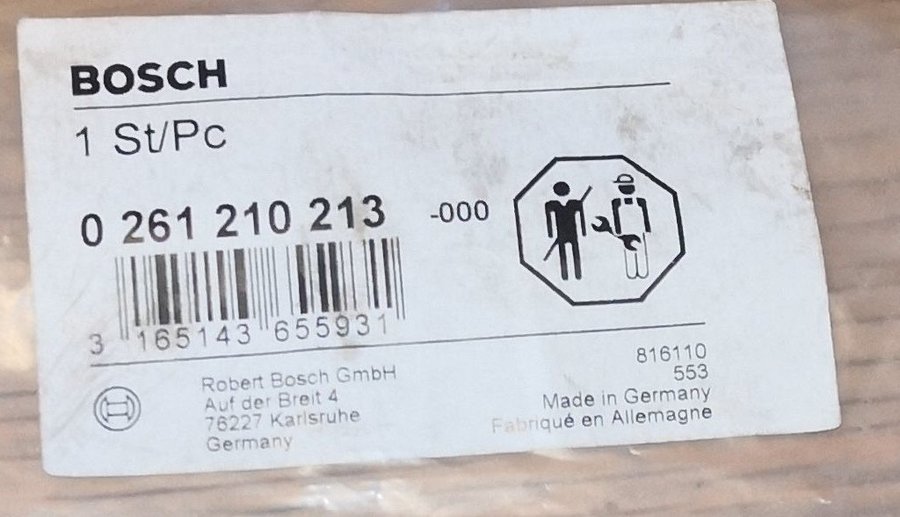 BOSCH
1 St/Pc
0 261 210 213 -000
3 165143 655931
Robert Bosch GmbH
Auf der Breit 4
76227 Karlsruhe
Germany
816110
553
Made in Germany
Fabriqué en Allemagne